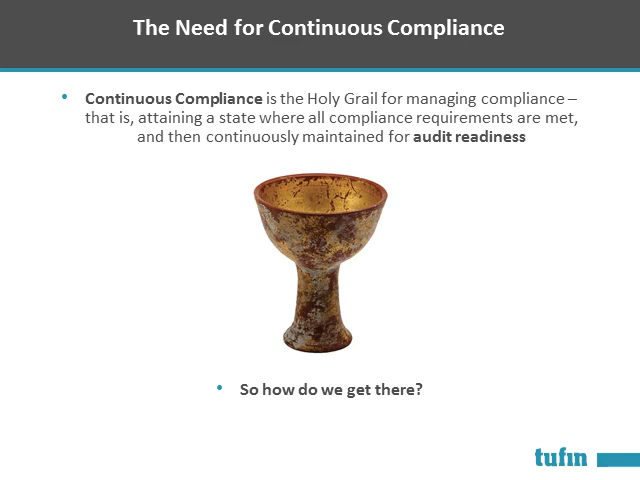 The Need for Continuous Compliance
• Continuous Compliance is the Holy Grail for managing compliance –
that is, attaining a state where all compliance requirements are met,
and then continuously maintained for audit readiness
• So how do we get there?
tufin